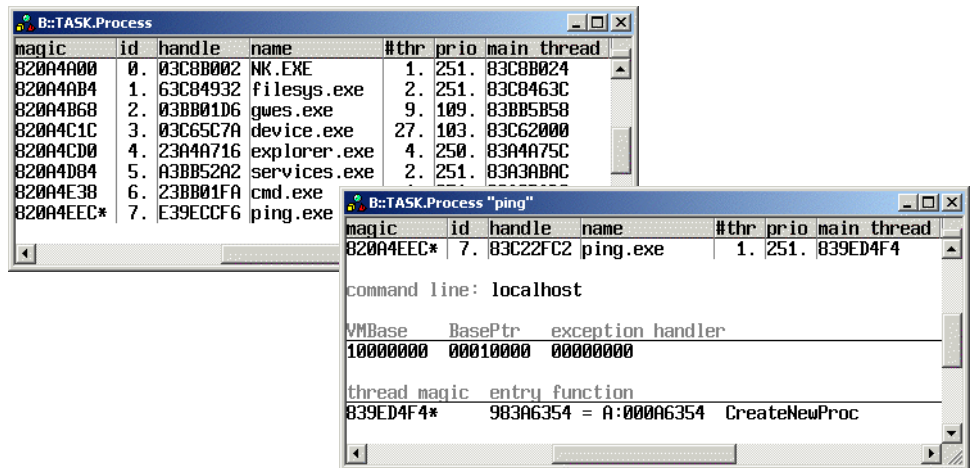 B::TASK.Process
magic id handle name #thr prio main thread
820A4A00 0. 03C8B002 NK.EXE 1. 251. 83C8B024
820A4AB4 1. 63C84932 filesys.exe 2. 251. 83C8463C
820A4B68 2. 03BB01D6 gwes.exe 9. 109. 83BB5B58
820A4C1C 3. 03C65C7A device.exe 27. 103. 83C62000
820A4CD0 4. 23A4A716 explorer.exe 4. 250. 83A4A75C
820A4D84 5. A3BB52A2 services.exe 2. 251. 83A3ABAC
820A4E38 6. 23BB01FA cmd.exe
820A4EEC* 7. E39ECCF6 ping.exe
B::TASK.Process "ping"
magic id handle name #thr prio main thread
820A4EEC* 7. 83C22FC2 ping.exe 1. 251. 839ED4F4
command line: localhost
VMBase BasePtr exception handler
10000000 00010000 00000000
thread magic entry function
839ED4F4* 983A6354 = A:000A6354 CreateNewProc